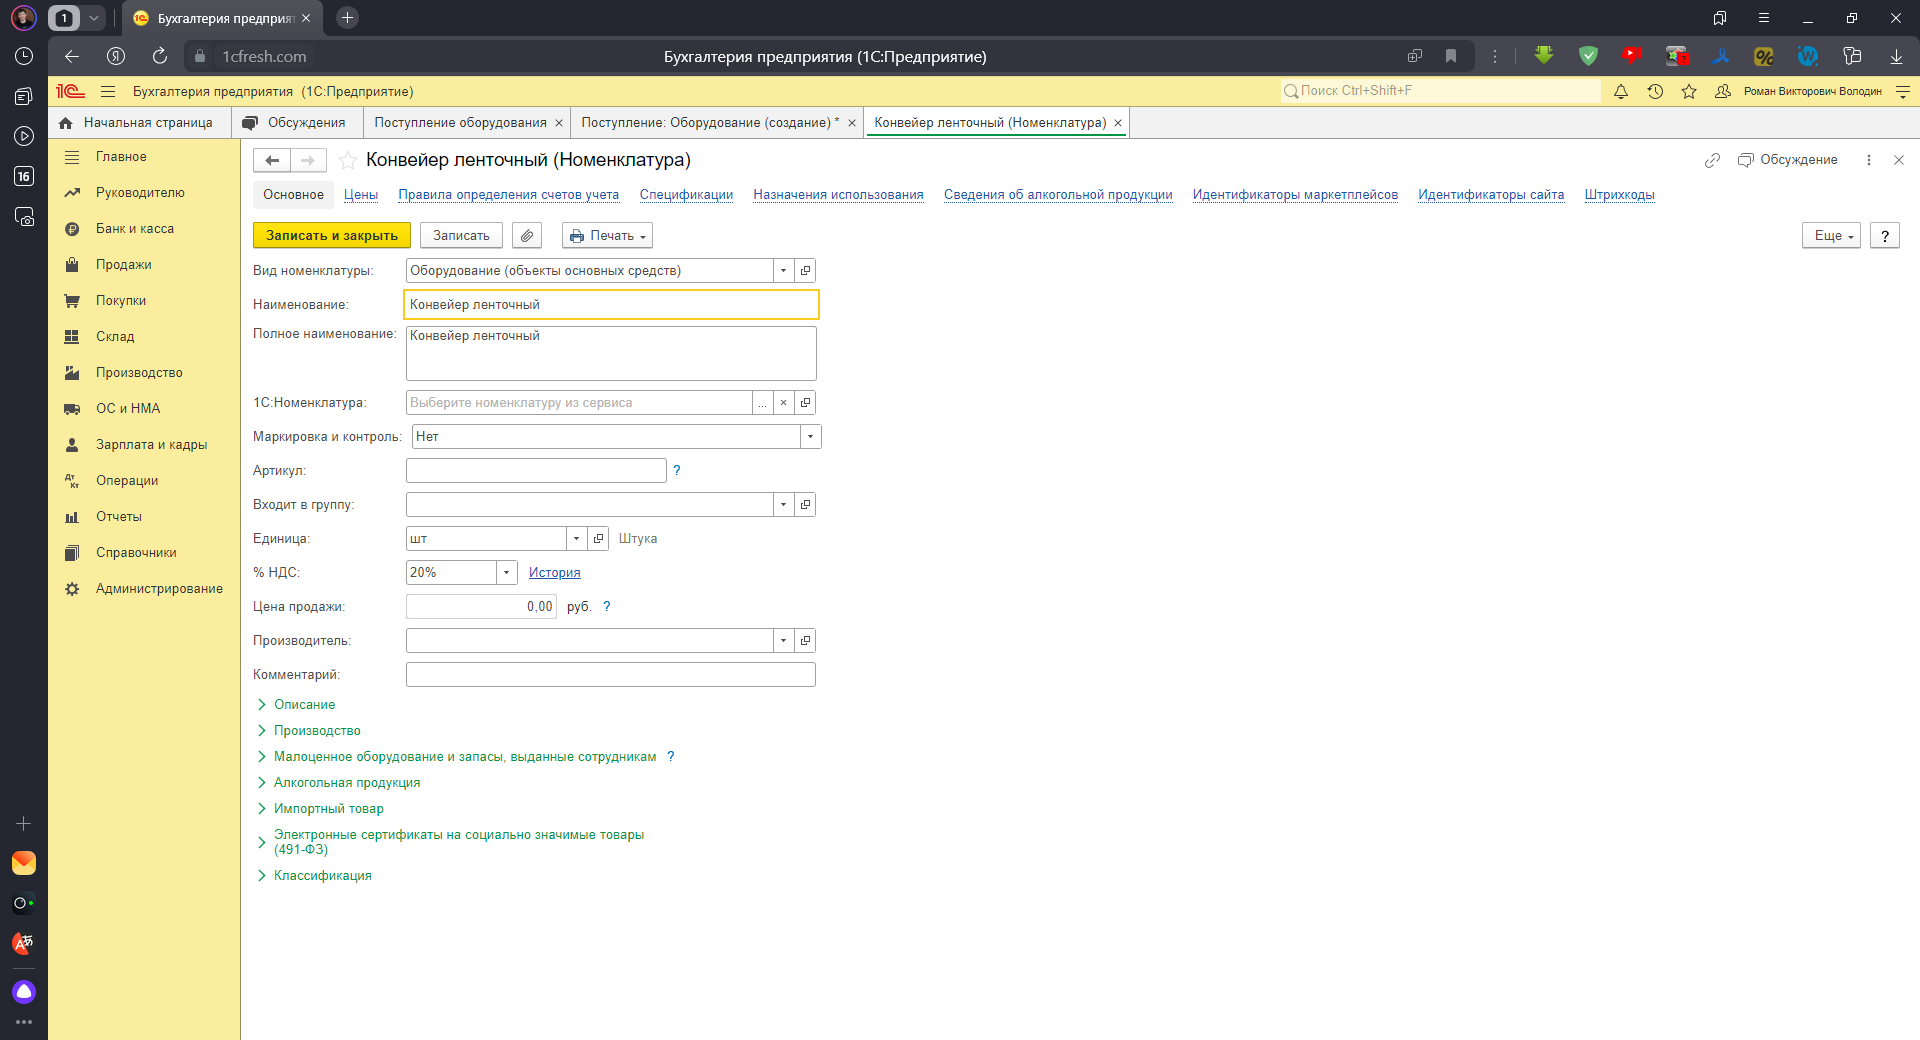 1
Бухгалтерия предприят
1cfresh.com
Бухгалтерия предприятия (1С:Предприятие)
1С
Бухгалтерия предприятия (1С:Предприятие)
Поиск Ctrl+Shift+F
Роман Викторович Володин
Начальная страница
Обсуждения
Поступление оборудования
Поступление: Оборудование (создание) *
Конвейер ленточный (Номенклатура)
16
Главное
Руководителю
Банк и касса
Продажи
Покупки
Склад
Производство
ОС и НМА
Зарплата и кадры
Дт Кт Операции
Отчеты
Справочники
Администрирование
Конвейер ленточный (Номенклатура)
Обсуждение
Основное
Цены
Правила определения счетов учета
Спецификации
Назначения использования
Сведения об алкогольной продукции
Идентификаторы маркетплейсов
Идентификаторы сайта
Штрихкоды
Записать и закрыть
Записать
Печать
Еще
?
Вид номенклатуры: Оборудование (объекты основных средств)
Наименование: Конвейер ленточный
Полное наименование: Конвейер ленточный
1С:Номенклатура: Выберите номенклатуру из сервиса ...
Маркировка и контроль: Нет
Артикул: ?
Входит в группу:
Единица: шт Штука
% НДС: 20% История
Цена продажи: 0,00 руб. ?
Производитель:
Комментарий:
Описание
Производство
Малоценное оборудование и запасы, выданные сотрудникам ?
Алкогольная продукция
Импортный товар
Электронные сертификаты на социально значимые товары
(491-ФЗ)
Классификация